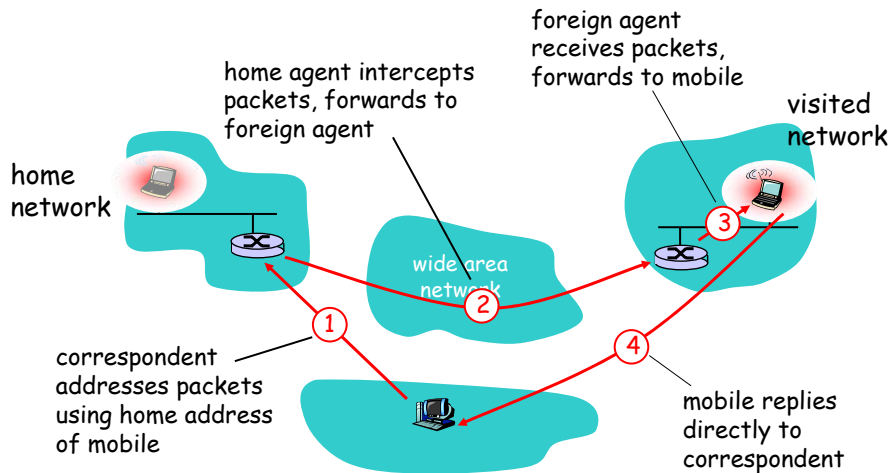 foreign agent
receives packets,
forwards to mobile
home agent intercepts
packets, forwards to
foreign agent
visited
network
home
network
3
wide area
network
2
1
4
correspondent
addresses packets
using home address
of mobile
mobile replies
directly to
correspondent